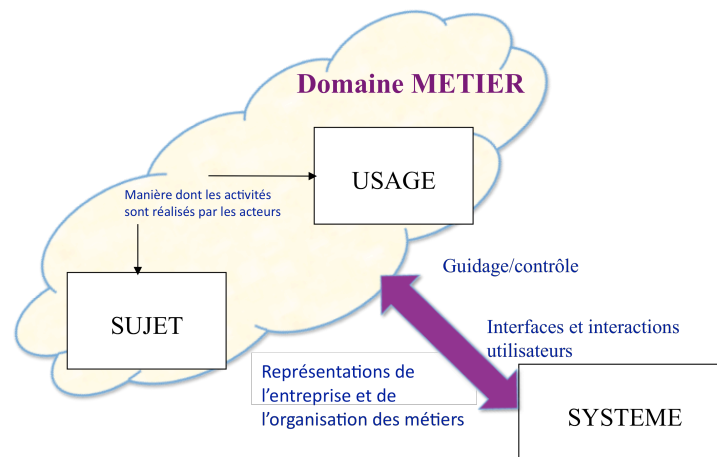 Domaine METIER
USAGE
Manière dont les activités
sont réalisés par les acteurs
SUJET
Guidage/contrôle
Interfaces et interactions
utilisateurs
Représentations de
l'entreprise et de
l'organisation des métiers
SYSTEME